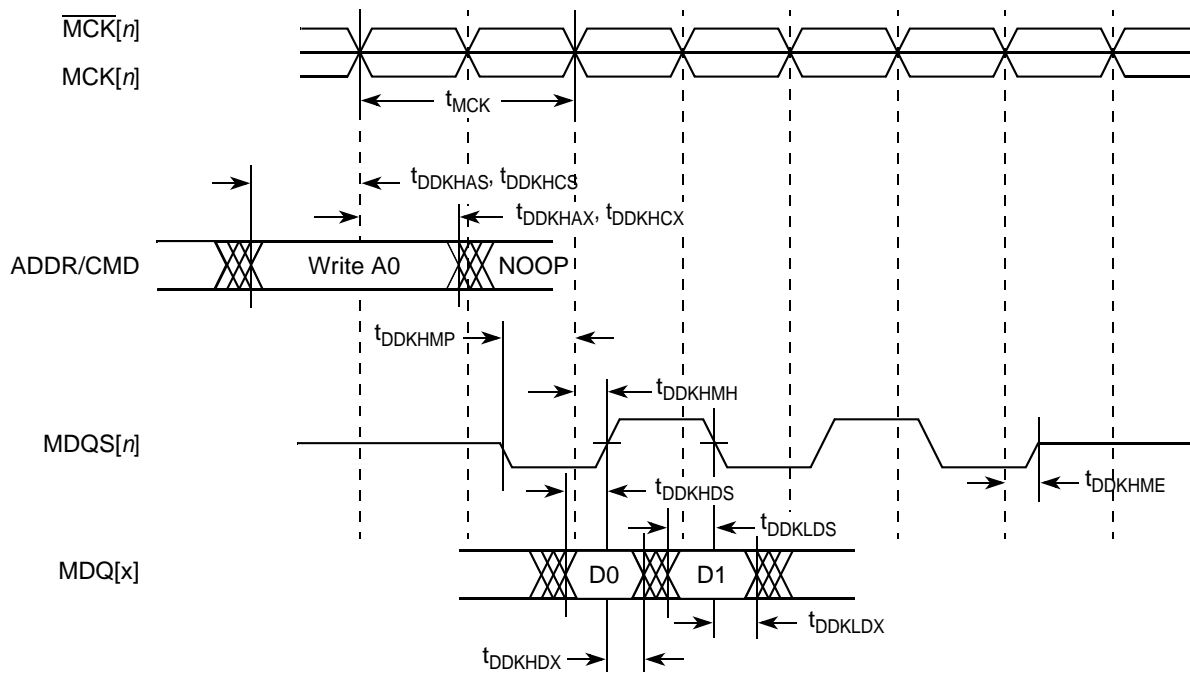 MCK[n]
MCK[n]
tMCK
tDDKHAS, tDDKHCS
tDDKHAX, tDDKHCX
ADDR/CMD
Write A0
NOOP
tDDKHMP
tDDKHMH
MDQS[n]
tDDKHDS
tDDKHME
tDDKLDS
MDQ[x]
D0
D1
tDDKLDX
tDDKHDX